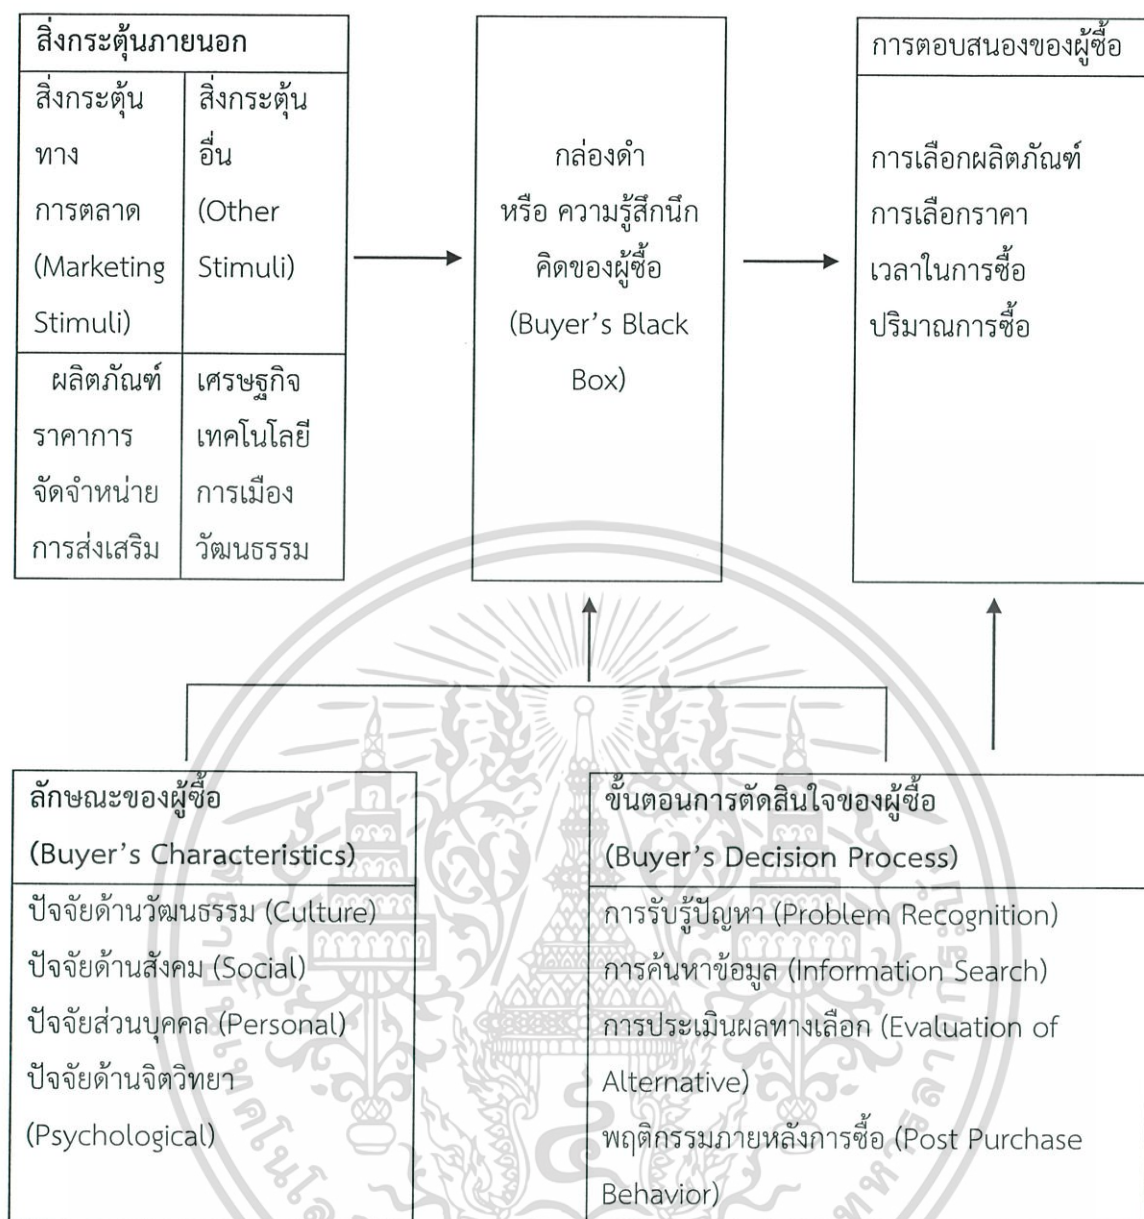 สิ่งกระตุ้นภายนอก
สิ่งกระตุ้น
ทาง
การตลาด
(Marketing
Stimuli)
สิ่งกระตุ้น
อื่น
(Other
Stimuli)
ผลิตภัณฑ์
ราคาการ
จัดจำหน่าย
การส่งเสริม
เศรษฐกิจ
เทคโนโลยี
การเมือง
วัฒนธรรม
กล่องดำ
หรือ ความรู้สึกนึก
คิดของผู้ซื้อ
(Buyer's Black
Box)
การตอบสนองของผู้ซื้อ
การเลือกผลิตภัณฑ์
การเลือกราคา
เวลาในการซื้อ
ปริมาณการซื้อ
ลักษณะของผู้ซื้อ
(Buyer's Characteristics)
ปัจจัยด้านวัฒนธรรม (Culture)
ปัจจัยด้านสังคม (Social)
ปัจจัยส่วนบุคคล (Personal)
ปัจจัยด้านจิตวิทยา
(Psychological)
ขั้นตอนการตัดสินใจของผู้ซื้อ
(Buyer's Decision Process)
การรับรู้ปัญหา (Problem Recognition)
การค้นหาข้อมูล (Information Search)
การประเมินผลทางเลือก (Evaluation of
Alternative)
พฤติกรรมภายหลังการซื้อ (Post Purchase
Behavior)